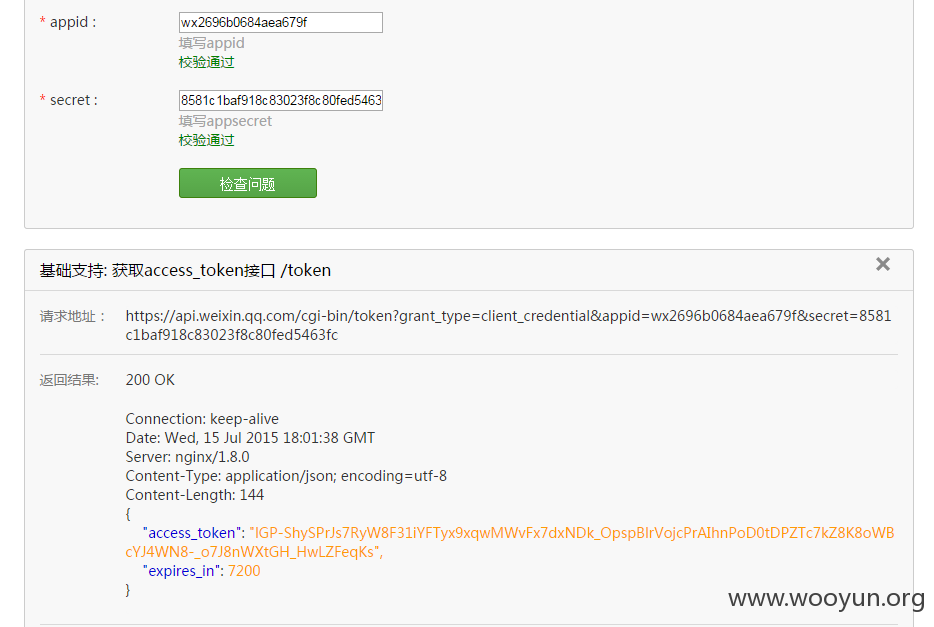 * appid :
wx2696b0684aea679f
填写appid
校验通过
* secret :
8581c1baf918c83023f8c80fed5463
填写appsecret
校验通过
检查问题
基础支持: 获取access_token接口 /token
请求地址：
https://api.weixin.qq.com/cgi-bin/token?grant_type=client_credential&appid=wx2696b0684aea679f&secret=8581
c1baf918c83023f8c80fed5463fc
返回结果:
200 OK
Connection: keep-alive
Date: Wed, 15 Jul 2015 18:01:38 GMT
Server: nginx/1.8.0
Content-Type: application/json; encoding=utf-8
Content-Length: 144
{
"access_token": "IGP-ShySPrJs7RyW8F31iYFTyx9xqwMWvFx7dxNDk_OpspBlrVojcPrAIhnPoD0tDPZTc7kZ8K8oWB
cYJ4WN8-_o7J8nWXtGH_HwLZFeqKs",
"expires_in": 7200
}
www.wooyun.org